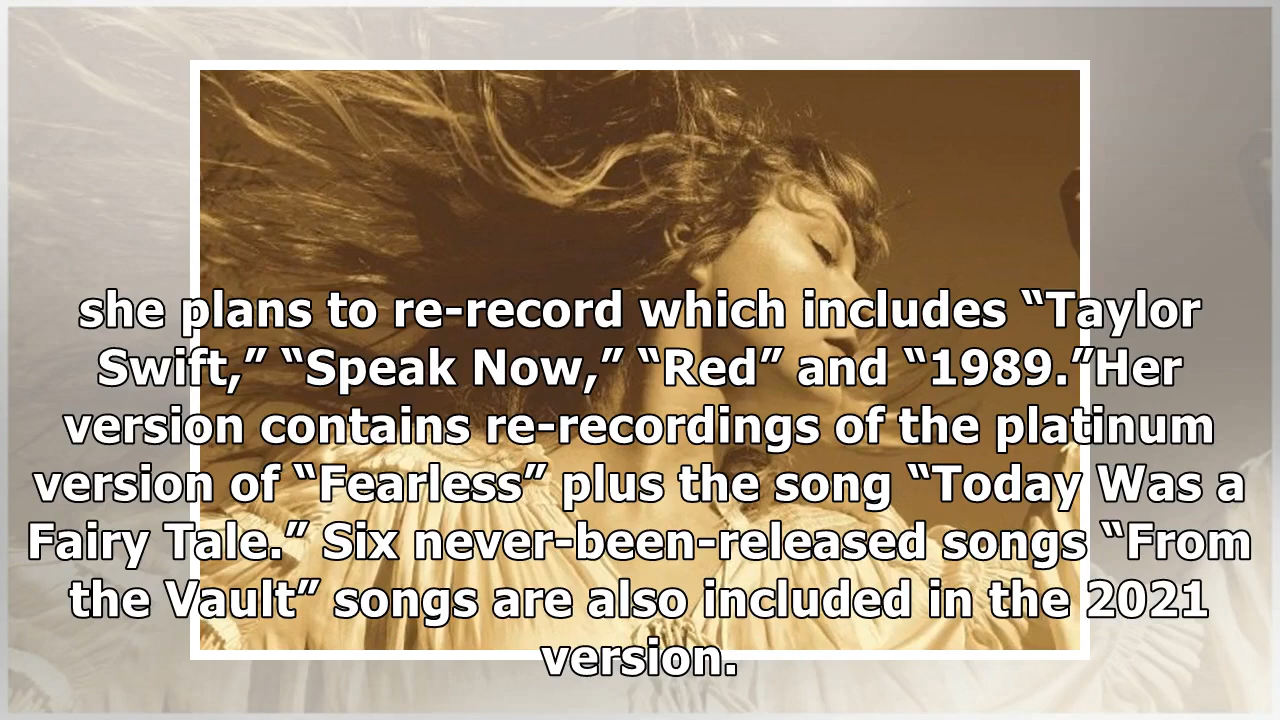 she plans to re-record which includes “Taylor
Swift,” “Speak Now,” “Red” and “1989.”Her
version contains re-recordings of the platinum
version of “Fearless” plus the song “Today Was a
Fairy Tale.” Six never-been-released songs “From
the Vault” songs are also included in the 2021
version.